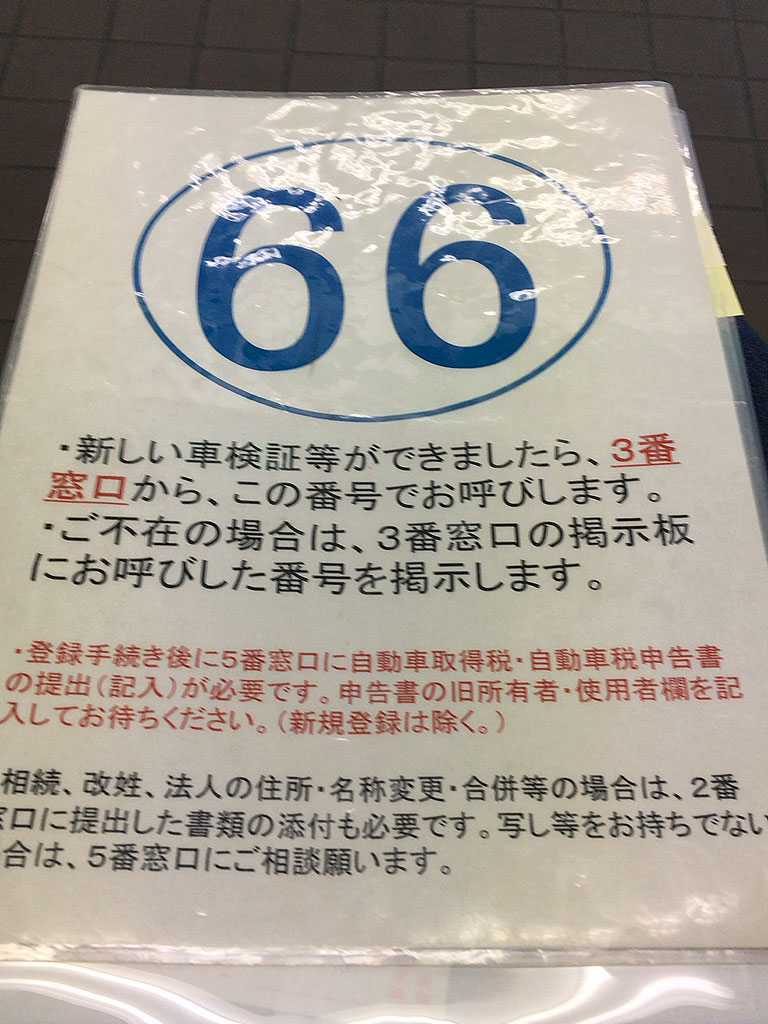 66
・新しい車検証等ができましたら、3番
窓口から、この番号でお呼びします。
・ご不在の場合は、3番窓口の掲示板
にお呼びした番号を掲示します。
・登録手続き後に5番窓口に自動車取得税・自動車税申告書
の提出(記入)が必要です。申告書の旧所有者・使用者欄を記
入してお待ちください。(新規登録は除く。)
相続、改姓、法人の住所・名称変更・合併等の場合は、2番
窓口に提出した書類の添付も必要です。写し等をお持ちでない
場合は、5番窓口にご相談願います。